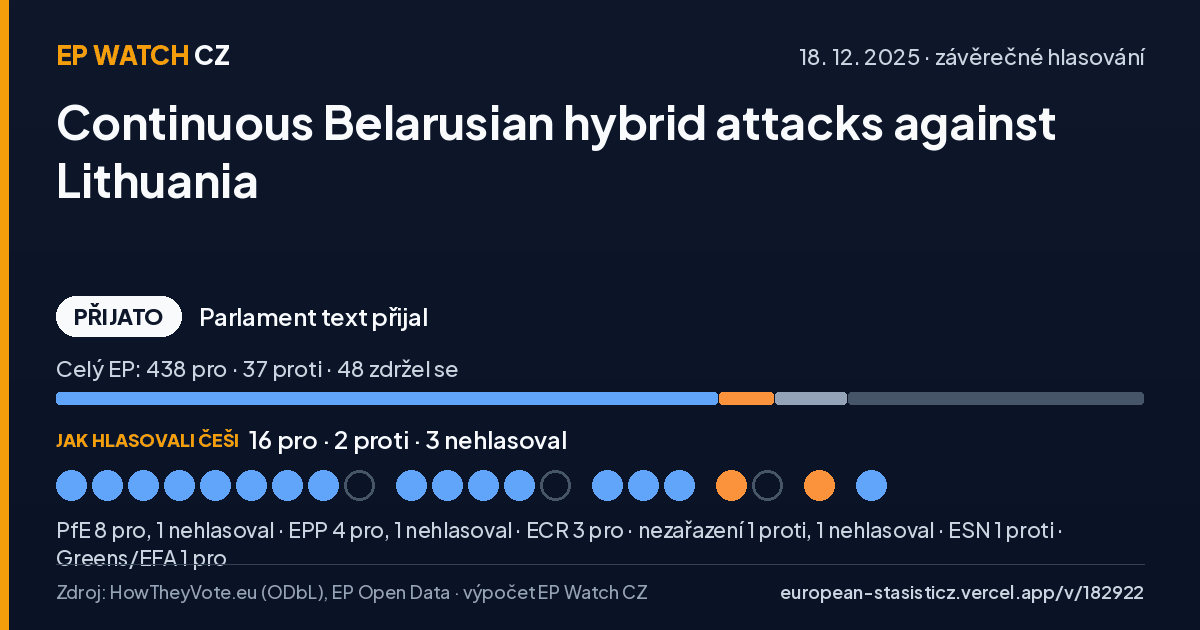 EP WATCH CZ
18. 12. 2025 · závěrečné hlasování
Continuous Belarusian hybrid attacks against
Lithuania
PŘIJATO Parlament text přijal
Celý EP: 438 pro · 37 proti · 48 zdržel se
JAK HLASOVALI ČEŠI 16 pro · 2 proti · 3 nehlasoval
PfE 8 pro, 1 nehlasoval · EPP 4 pro, 1 nehlasoval · ECR 3 pro · nezařazení 1 proti, 1 nehlasoval · ESN 1 proti ·
Greens/EFA 1 pro
Zdroj: HowTheyVote.eu (ODbL), EP Open Data · výpočet EP Watch CZ
european-stasisticz.vercel.app/v/182922